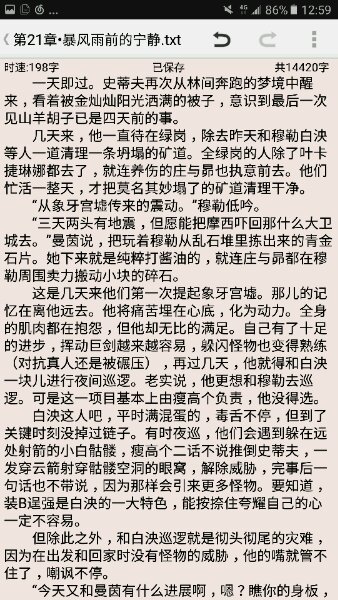 4G 86% 12:59
第21章•暴风雨前的宁静.txt
时速:198字 已保存 共14420字
一天即过。史蒂夫再次从林间奔跑的梦境中醒
来，看着被金灿灿阳光洒满的被子，意识到最后一次
见山羊胡子已是四天前的事。
几天来，他一直待在绿岗，除去昨天和穆勒白泱
等人一道清理一条坍塌的矿道。全绿岗的人除了叶卡
捷琳娜都去了，就连养伤的庄与昴也执意前去。他们
忙活一整天，才把莫名其妙塌了的矿道清理干净。
“从象牙宫墟传来的震动。”穆勒低吟。
“三天两头有地震，但愿能把摩西吓回那什么大卫
城去。”曼茵说，把玩着穆勒从乱石堆里拣出来的青金
石片。她下来就是纯粹打酱油的，就连庄与昴都在穆
勒周围卖力搬动小块的碎石。
这是几天来他们第一次提起象牙宫墟。那儿的记
忆在离他远去。他将痛苦埋在心底，化为动力。全身
的肌肉都在抱怨，但他却无比的满足。自己有了十足
的进步，挥动巨剑越来越容易，躲闪怪物也变得熟练
（对抗真人还是被碾压），再过几天，他就得和白泱
一块儿进行夜间巡逻。老实说，他更想和穆勒去巡
逻。可是这一项目基本上由瘦高个负责，他没得选。
白泱这人吧，平时满混蛋的，毒舌不停，但到了
关键时刻没掉过链子。有时夜巡，他们会遇到躲在远
处射箭的小白骷髅，瘦高个二话不说推倒史蒂夫，一
发穿云箭射穿骷髅空洞的眼窝，解除威胁，完事后一
句话也不带说，因为那样会引来更多怪物。要知道，
装B逞强是白泱的一大特色，能按捺住夸耀自己的心
一定不容易。
但除此之外，和白泱巡逻就是彻头彻尾的灾难，
因为在出发和回家时没有怪物的威胁，他的嘴就管不
住了，嘲讽不停。
“今天又和曼茵有什么进展啊，嗯？瞧你的身板，